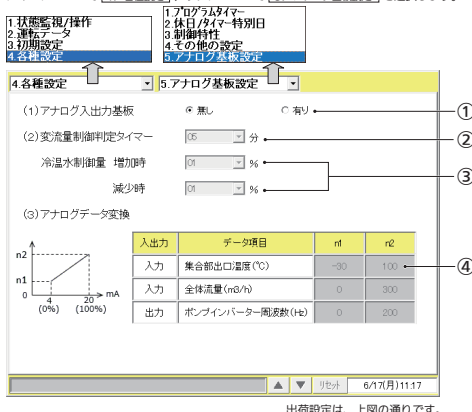 1.状態監視/操作
2.運転データ
3.初期設定
4.各種設定
1.プログラムタイマー
2.休日/タイマー特別日
3.制御特性
4.その他の設定
5.アナログ基板設定
4.各種設定 5.アナログ基板設定
(1)アナログ入出力基板 無し 有り ①
(2)変流量制御判定タイマー 05 分 ②
冷温水制御量 増加時 01 % ③
減少時 01 %
(3)アナログデータ変換
入出力 データ項目 n1 n2
入力 集合部出口温度(℃) -30 100 ④
入力 全体流量(m3/h) 0 300
出力 ポンプインバーター周波数(Hz) 0 200
n2
n1
0 4 20 mA
(0%) (100%)
▲ ▼ リセット 6/17(月)11:17
出荷設定は、上図の通りです。